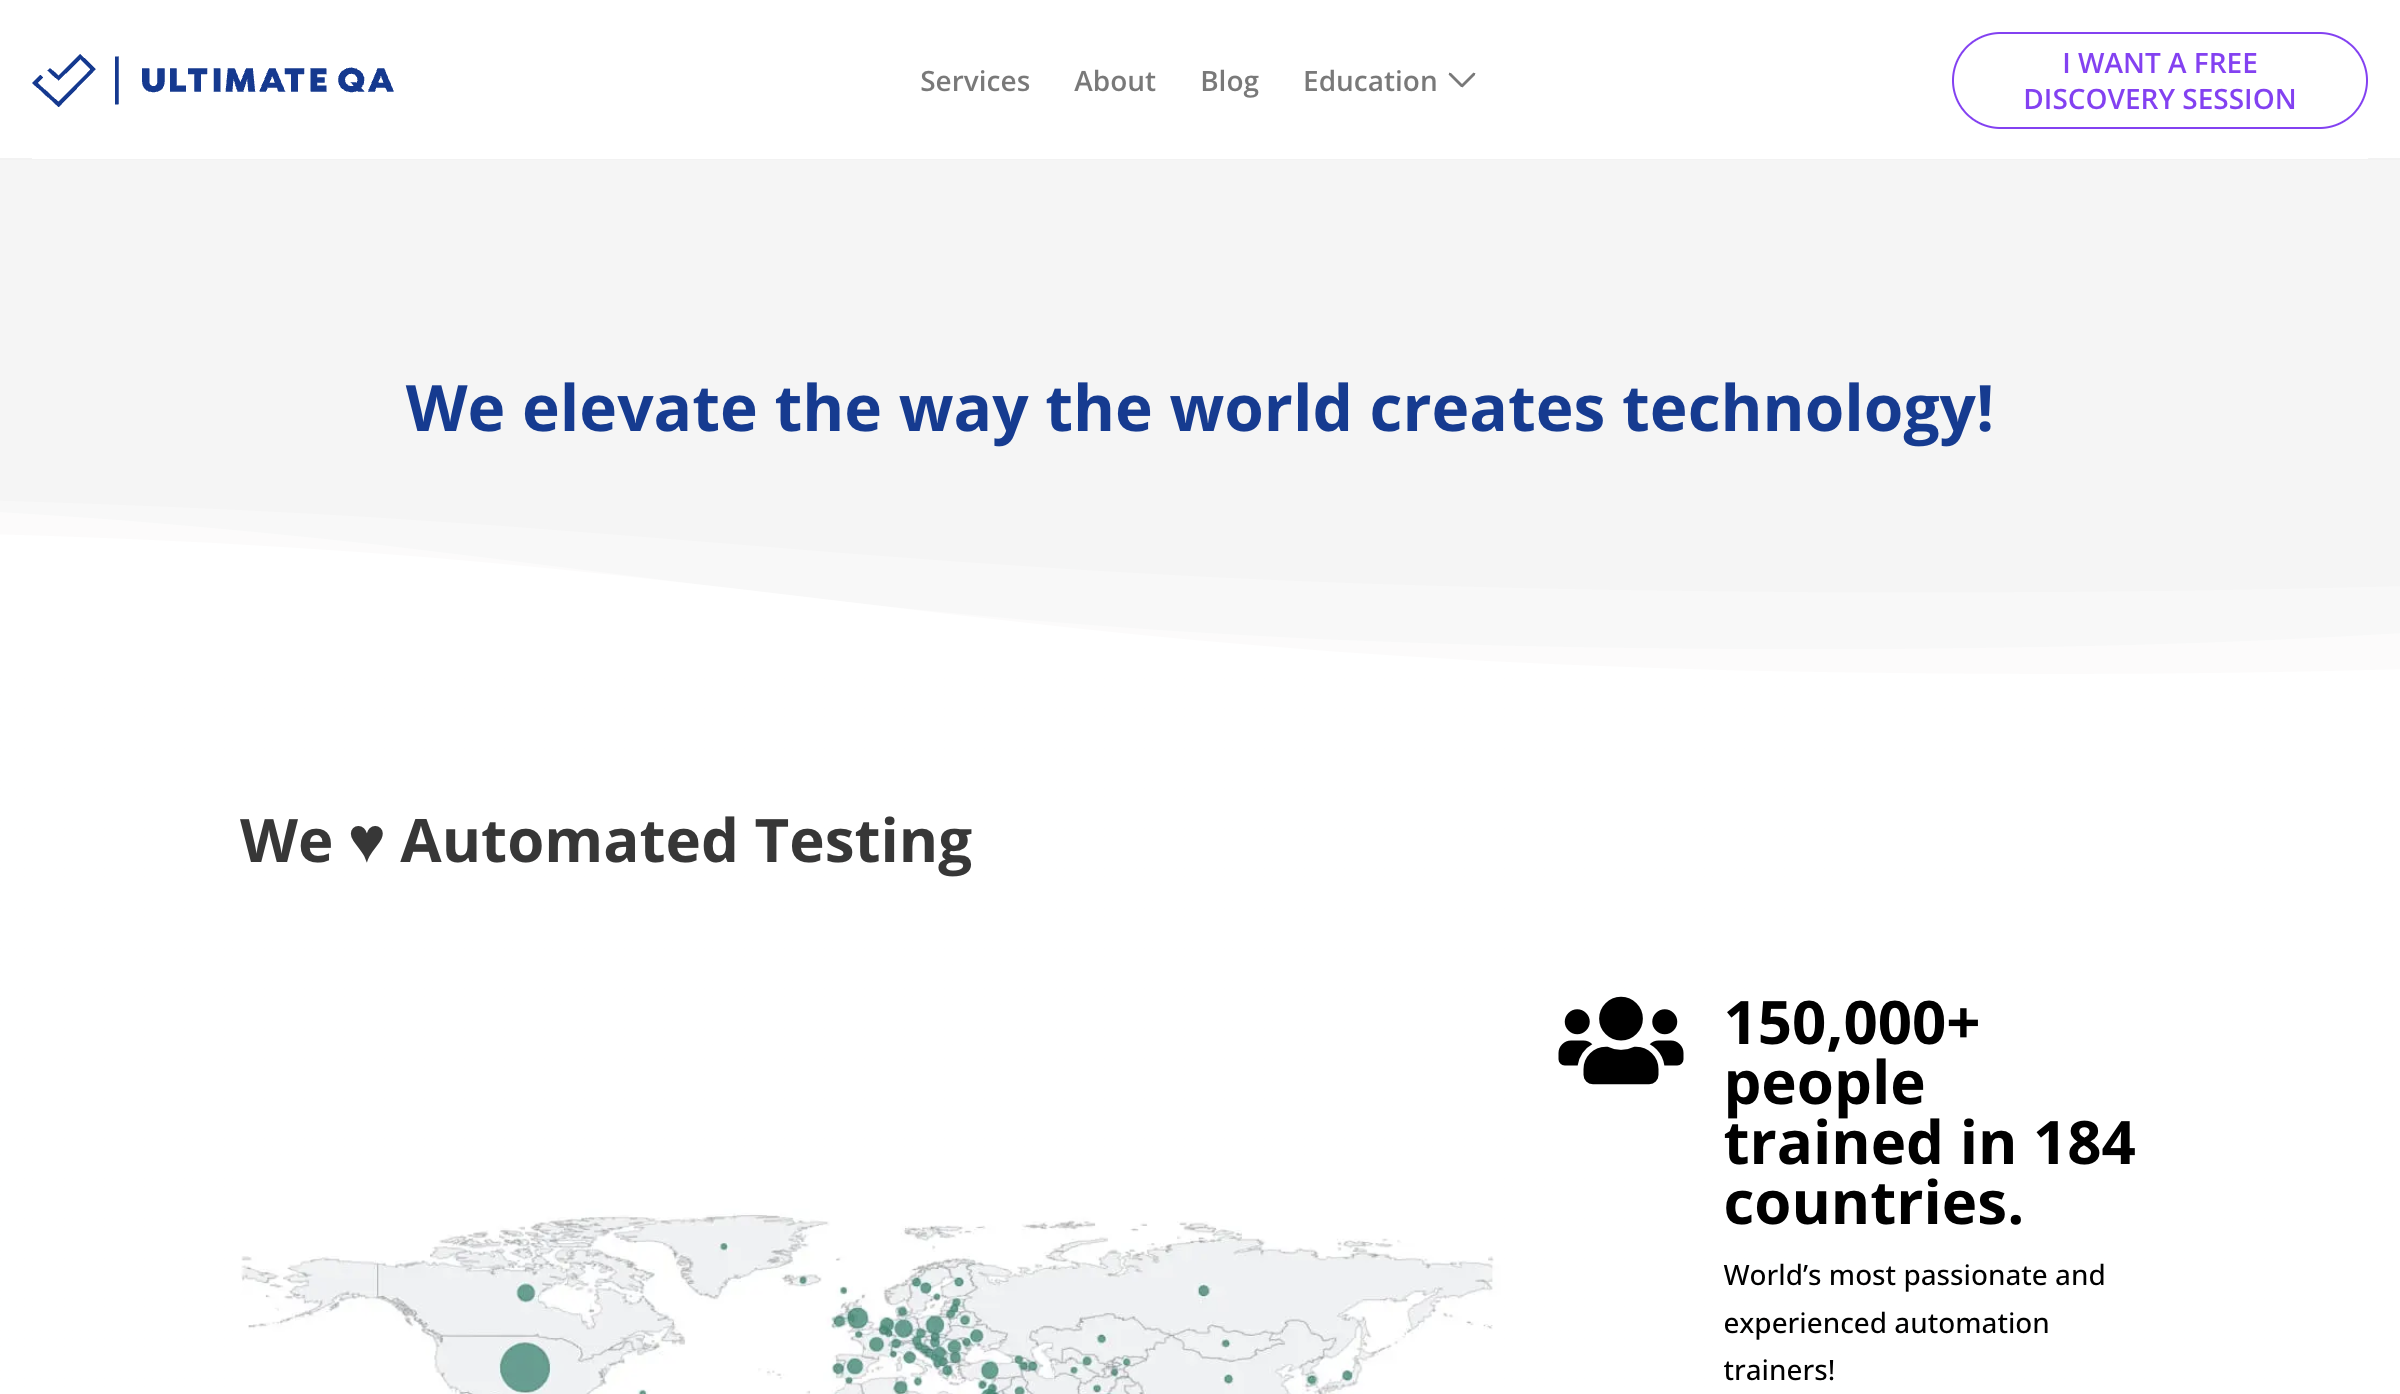 ULTIMATE QA
Services About Blog Education
I WANT A FREE
DISCOVERY SESSION
We elevate the way the world creates technology!
We ♥ Automated Testing
150,000+
people
trained in 184
countries.
World’s most passionate and
experienced automation
trainers!